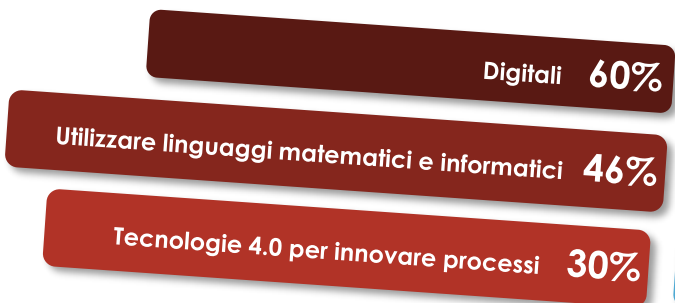 Digitali 60%
Utilizzare linguaggi matematici e informatici 46%
Tecnologie 4.0 per innovare processi 30%